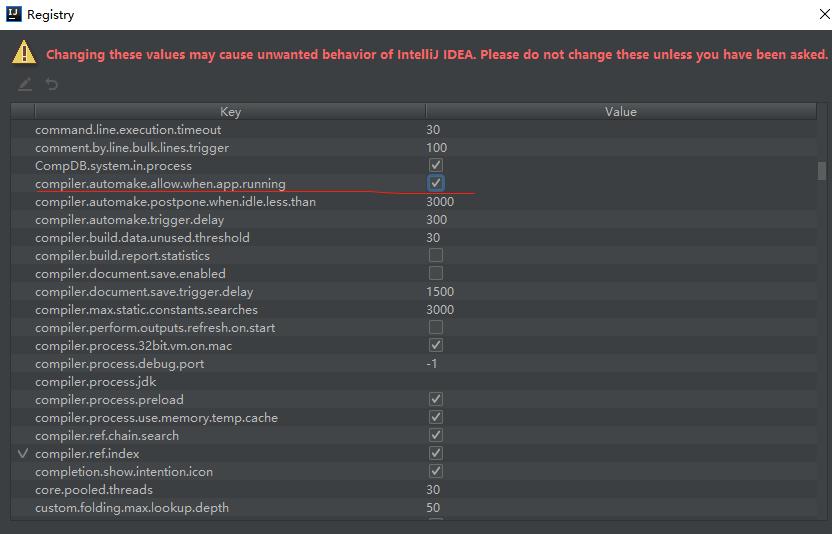 IJ Registry
Changing these values may cause unwanted behavior of IntelliJ IDEA. Please do not change these unless you have been asked.
Key Value
command.line.execution.timeout 30
comment.by.line.bulk.lines.trigger 100
CompDB.system.in.process
compiler.automake.allow.when.app.running
compiler.automake.postpone.when.idle.less.than 3000
compiler.automake.trigger.delay 300
compiler.build.data.unused.threshold 30
compiler.build.report.statistics
compiler.document.save.enabled
compiler.document.save.trigger.delay 1500
compiler.max.static.constants.searches 3000
compiler.perform.outputs.refresh.on.start
compiler.process.32bit.vm.on.mac
compiler.process.debug.port -1
compiler.process.jdk
compiler.process.preload
compiler.process.use.memory.temp.cache
compiler.ref.chain.search
compiler.ref.index
completion.show.intention.icon
core.pooled.threads 30
custom.folding.max.lookup.depth 50